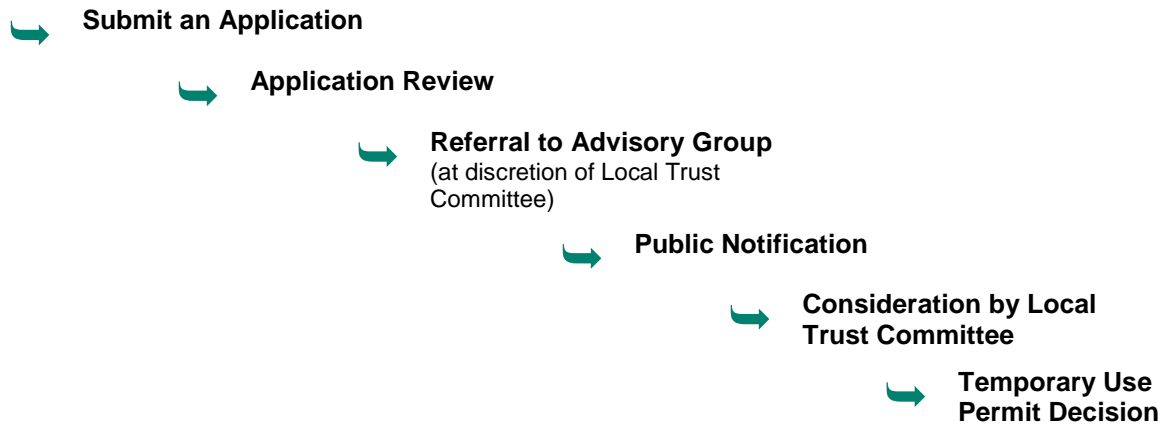 Submit an Application
Application Review
Referral to Advisory Group
(at discretion of Local Trust
Committee)
Public Notification
Consideration by Local
Trust Committee
Temporary Use
Permit Decision